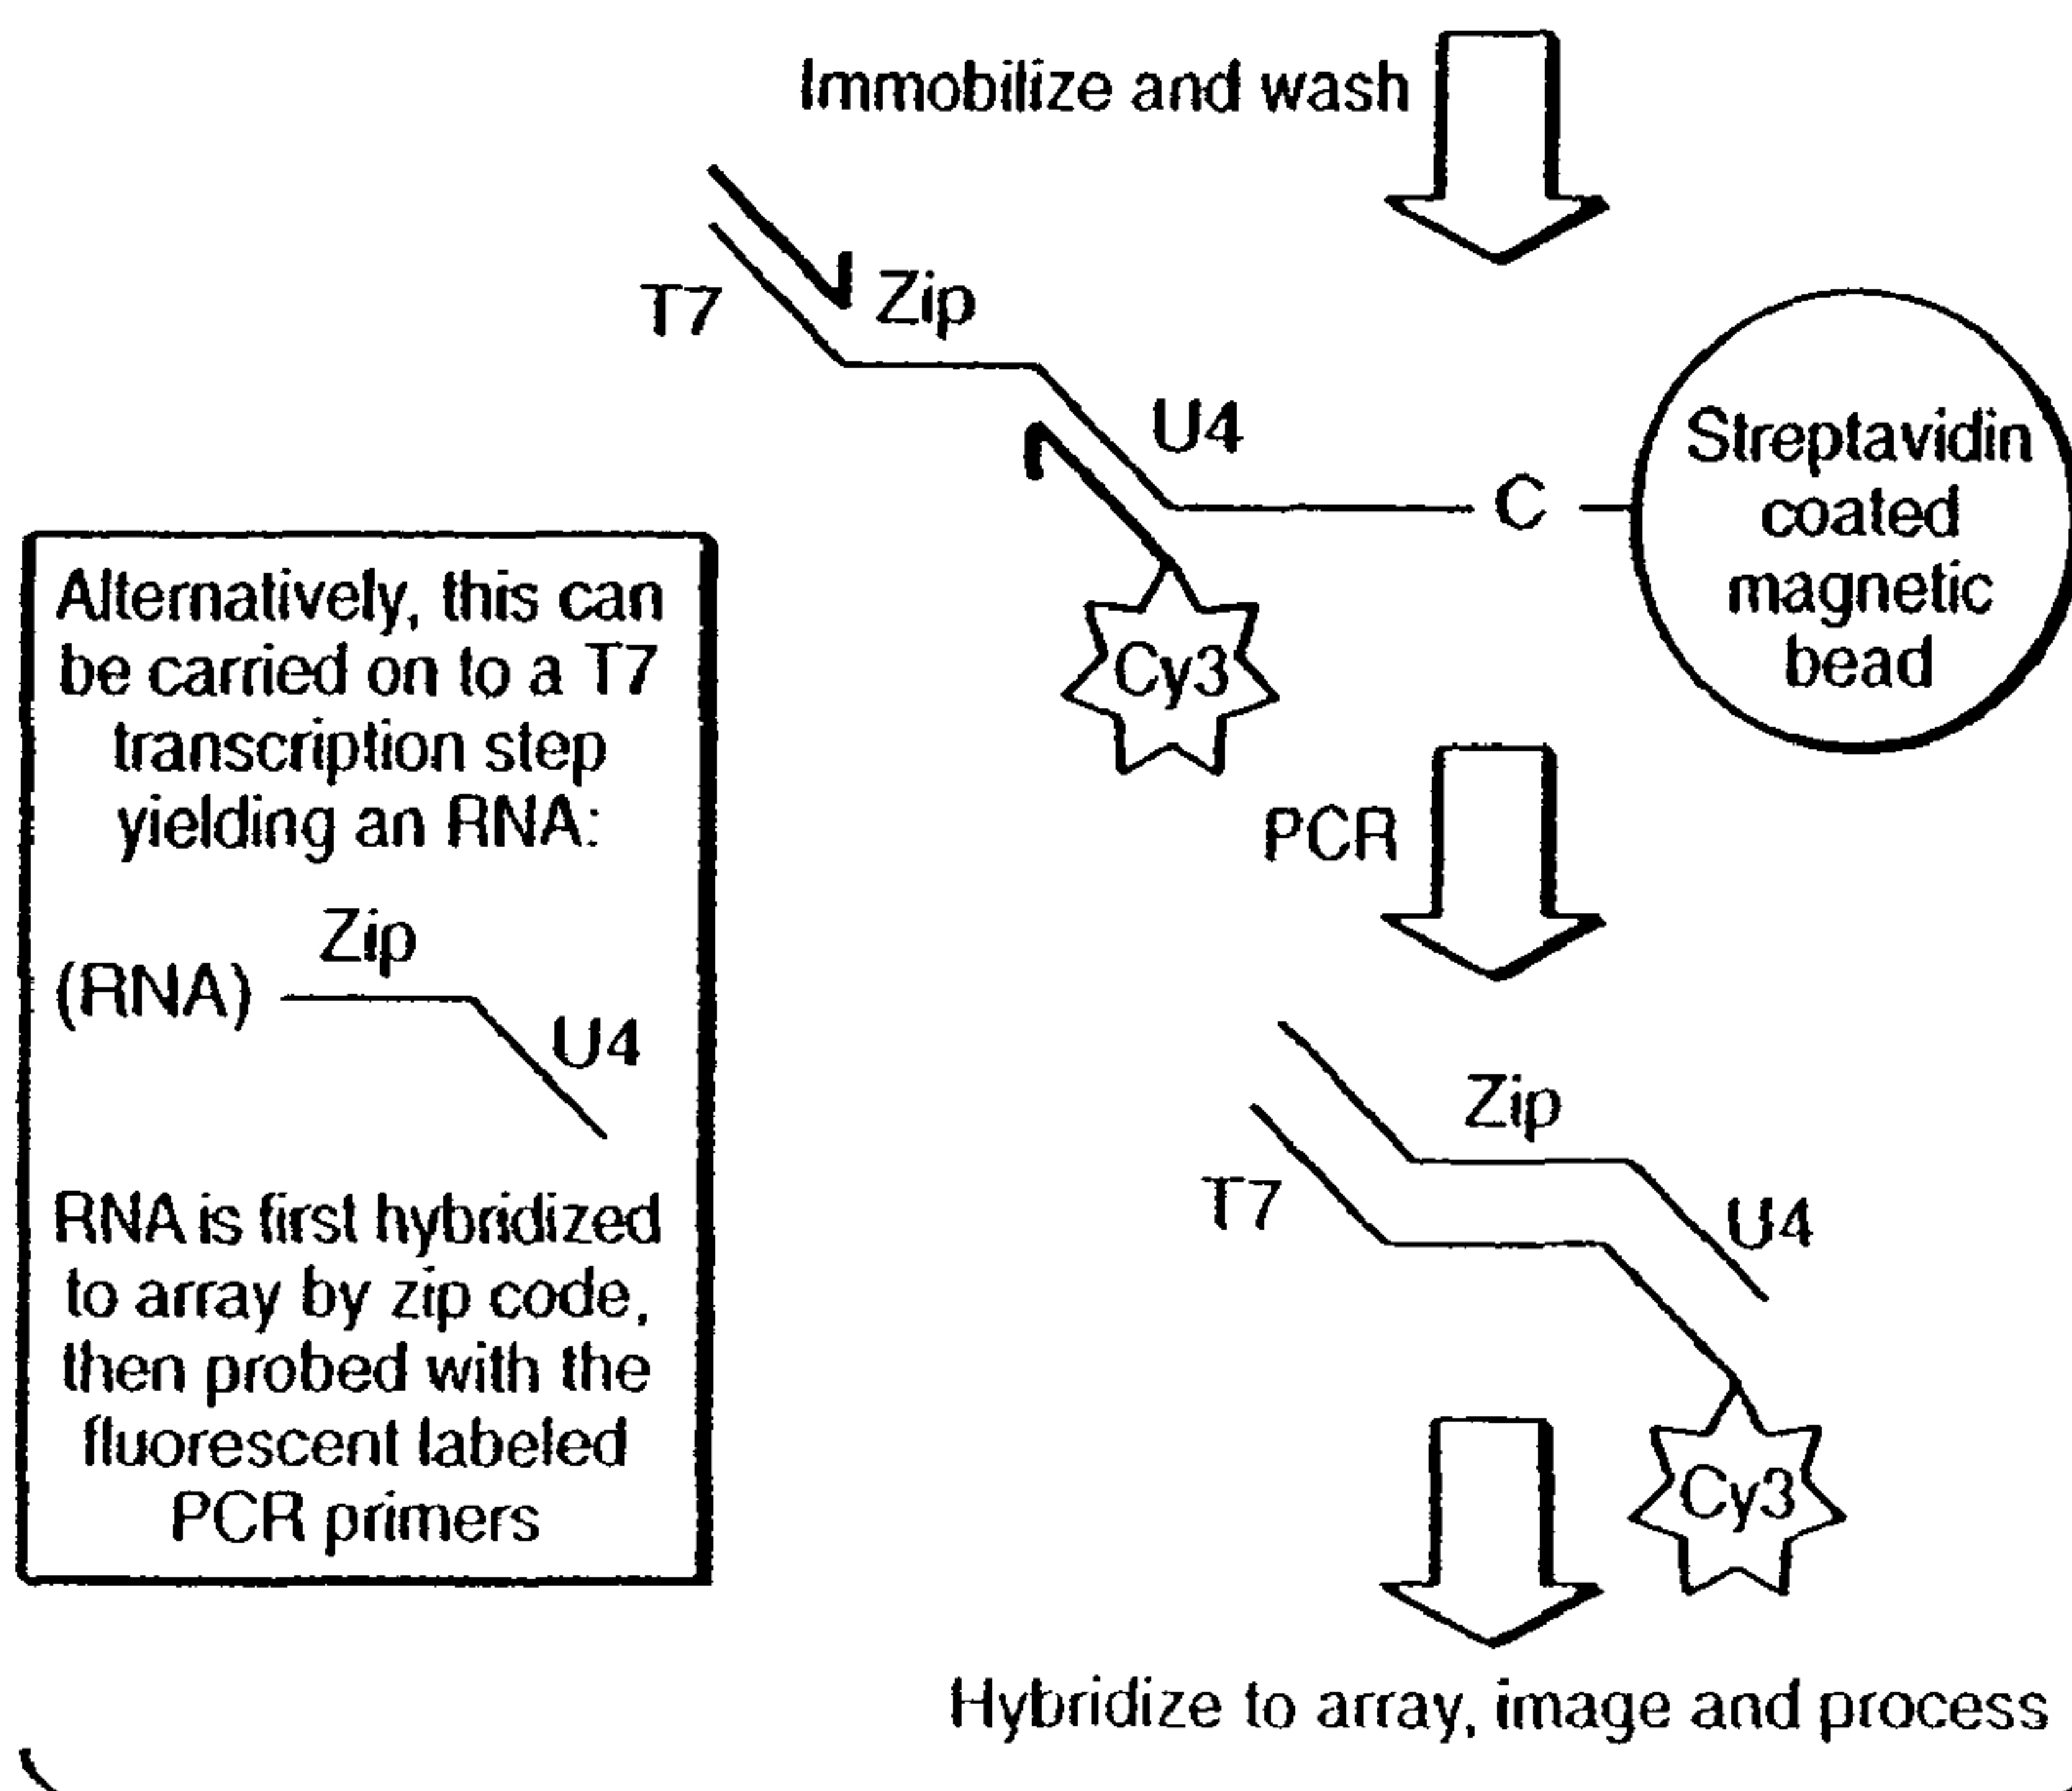 Immobilize and wash
T7
Zip
U4
C
Streptavidin
coated
magnetic
bead
Cy3
Alternatively, this can
be carried on to a T7
transcription step
yielding an RNA:
Zip
(RNA)
U4
RNA is first hybridized
to array by zip code,
then probed with the
fluorescent labeled
PCR primers
PCR
Zip
T7
U4
Cy3
Hybridize to array, image and process